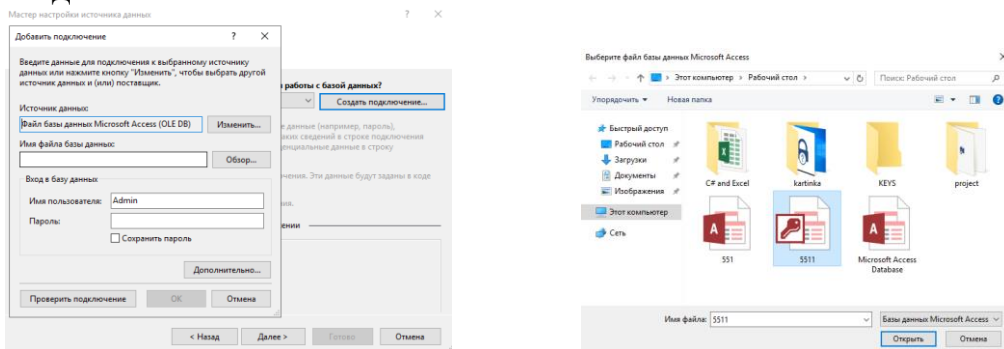 Мастер настройки источника данных
Добавить подключение
Введите данные для подключения к выбранному источнику
данных или нажмите кнопку "Изменить", чтобы выбрать другой
источник данных и (или) поставщик.
Источник данных:
Файл базы данных Microsoft Access (OLE DB)
Изменить...
Имя файла базы данных:
Обзор...
Вход в базу данных
Имя пользователя:
Admin
Пароль:
Сохранить пароль
Дополнительно...
Проверить подключение
ОК
Отмена
работы с базой данных?
Создать подключение...
е данные (например, пароль),
таких сведений в строке подключения
денциальные данные в строку
ючения. Эти данные будут заданы в коде
ния.
ении
< Назад
Далее >
Готово
Отмена
Выберите файл базы данных Microsoft Access
Этот компьютер > Рабочий стол >
Поиск: Рабочий стол
Упорядочить
Новая папка
Быстрый доступ
Рабочий стол
Загрузки
Документы
Изображения
Этот компьютер
Сеть
C# and Excel
kartinka
KEYS
project
551
5511
Microsoft Access
Database
Имя файла:
5511
Базы данных Microsoft Access
Открыть
Отмена